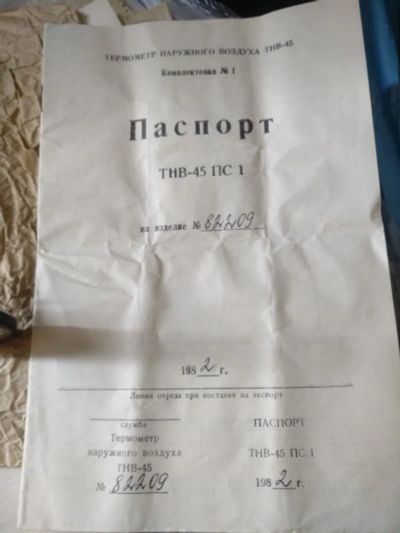 ТЕРМОМЕТР НАРУЖНОГО ВОЗДУХА ТНВ-45
Комплектовка № 1
Паспорт
ТНВ-45 ПС 1
на изделие № 82209
1982 г.
Линия отреза при поставке на экспорт
служба
ПАСПОРТ
Термометр
наружного воздуха
ТНВ-45
ТНВ-45 ПС 1
№ 82209
1982 г.